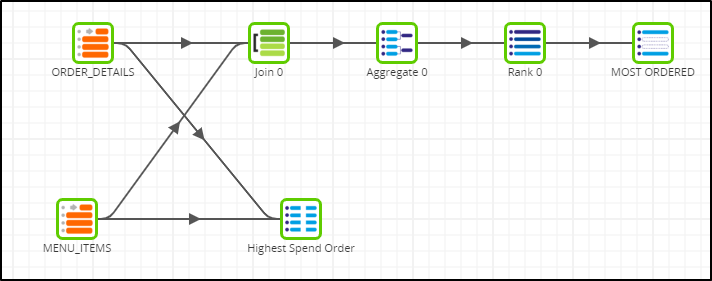 ORDER_DETAILS
Join 0
Aggregate 0
Rank 0
MOST ORDERED
MENU_ITEMS
Highest Spend Order